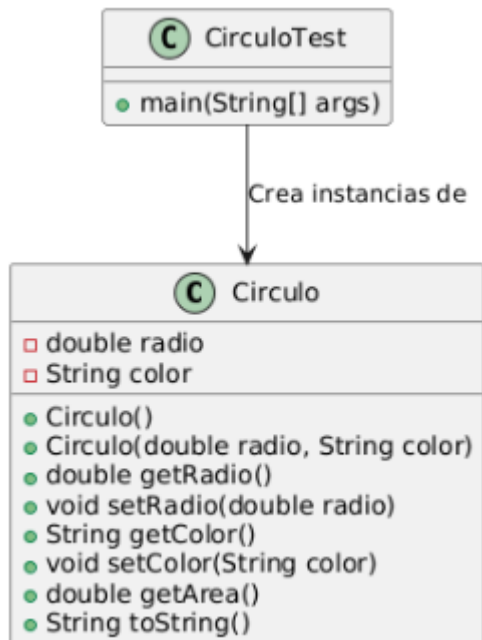 C CirculoTest
main(String[] args)
Crea instancias de
C Circulo
double radio
String color
Circulo()
Circulo(double radio, String color)
double getRadio()
void setRadio(double radio)
String getColor()
void setColor(String color)
double getArea()
String toString()